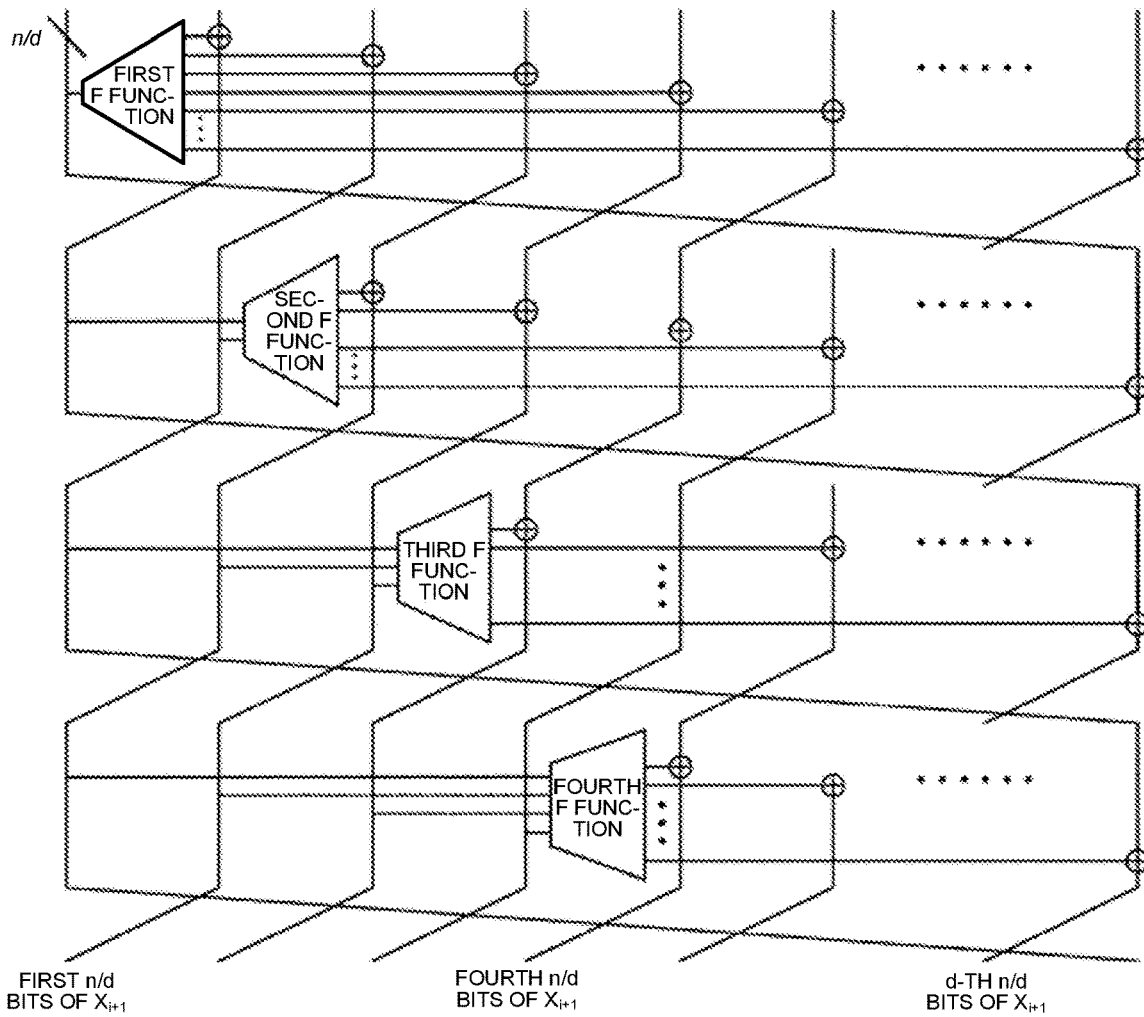 n/d
FIRST
F FUNC-
TION
SEC-
OND F
FUNC-
TION
THIRD F
FUNC-
TION
FOURTH
F FUNC-
TION
FIRST n/d
BITS OF Xi+1
FOURTH n/d
BITS OF Xi+1
d-TH n/d
BITS OF Xi+1